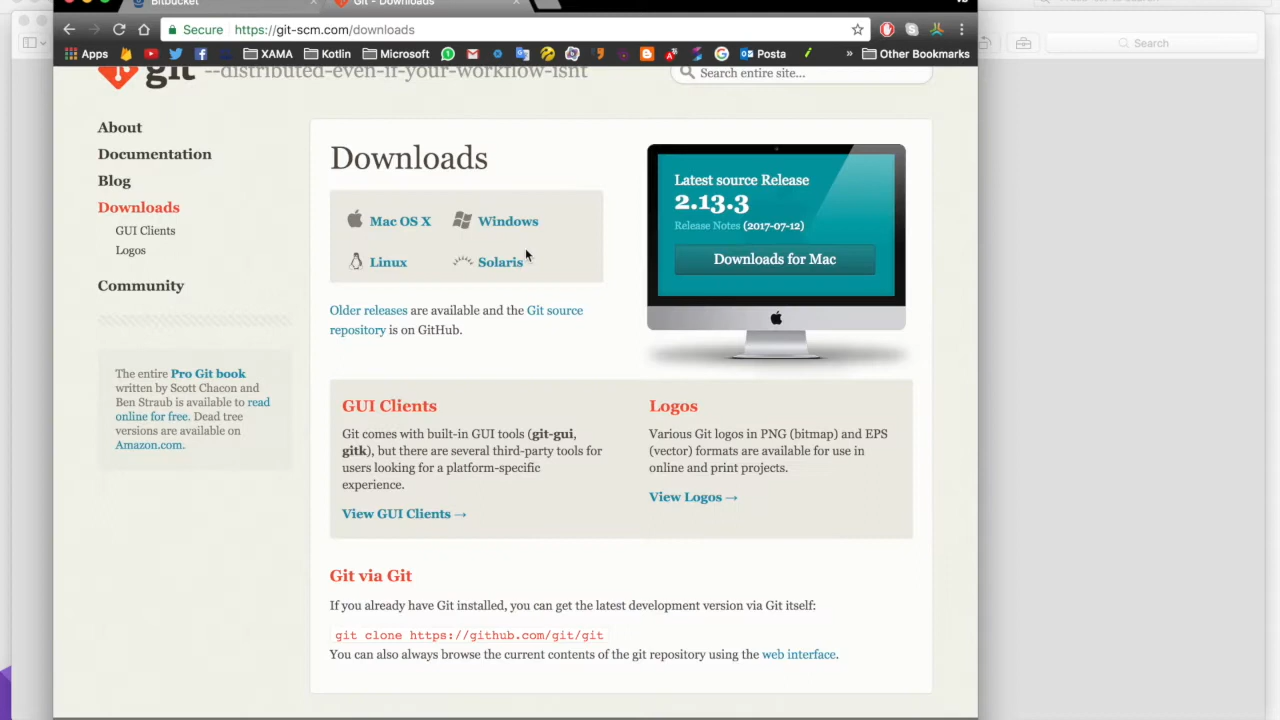 Bitbucket
Git - Downloads
Secure https://git-scm.com/downloads
Apps XAMA Kotlin Microsoft Posta » Other Bookmarks
Search
git --distributed-even-if-your-workflow-isnt
Search entire site...
About
Documentation
Blog
Downloads
GUI Clients
Logos
Community
The entire Pro Git book
written by Scott Chacon and
Ben Straub is available to read
online for free. Dead tree
versions are available on
Amazon.com.
Downloads
Mac OS X Windows
Linux Solaris
Older releases are available and the Git source
repository is on GitHub.
Latest source Release
2.13.3
Release Notes (2017-07-12)
Downloads for Mac
GUI Clients
Git comes with built-in GUI tools (git-gui,
gitk), but there are several third-party tools for
users looking for a platform-specific
experience.
View GUI Clients →
Logos
Various Git logos in PNG (bitmap) and EPS
(vector) formats are available for use in
online and print projects.
View Logos →
Git via Git
If you already have Git installed, you can get the latest development version via Git itself:
git clone https://github.com/git/git
You can also always browse the current contents of the git repository using the web interface.